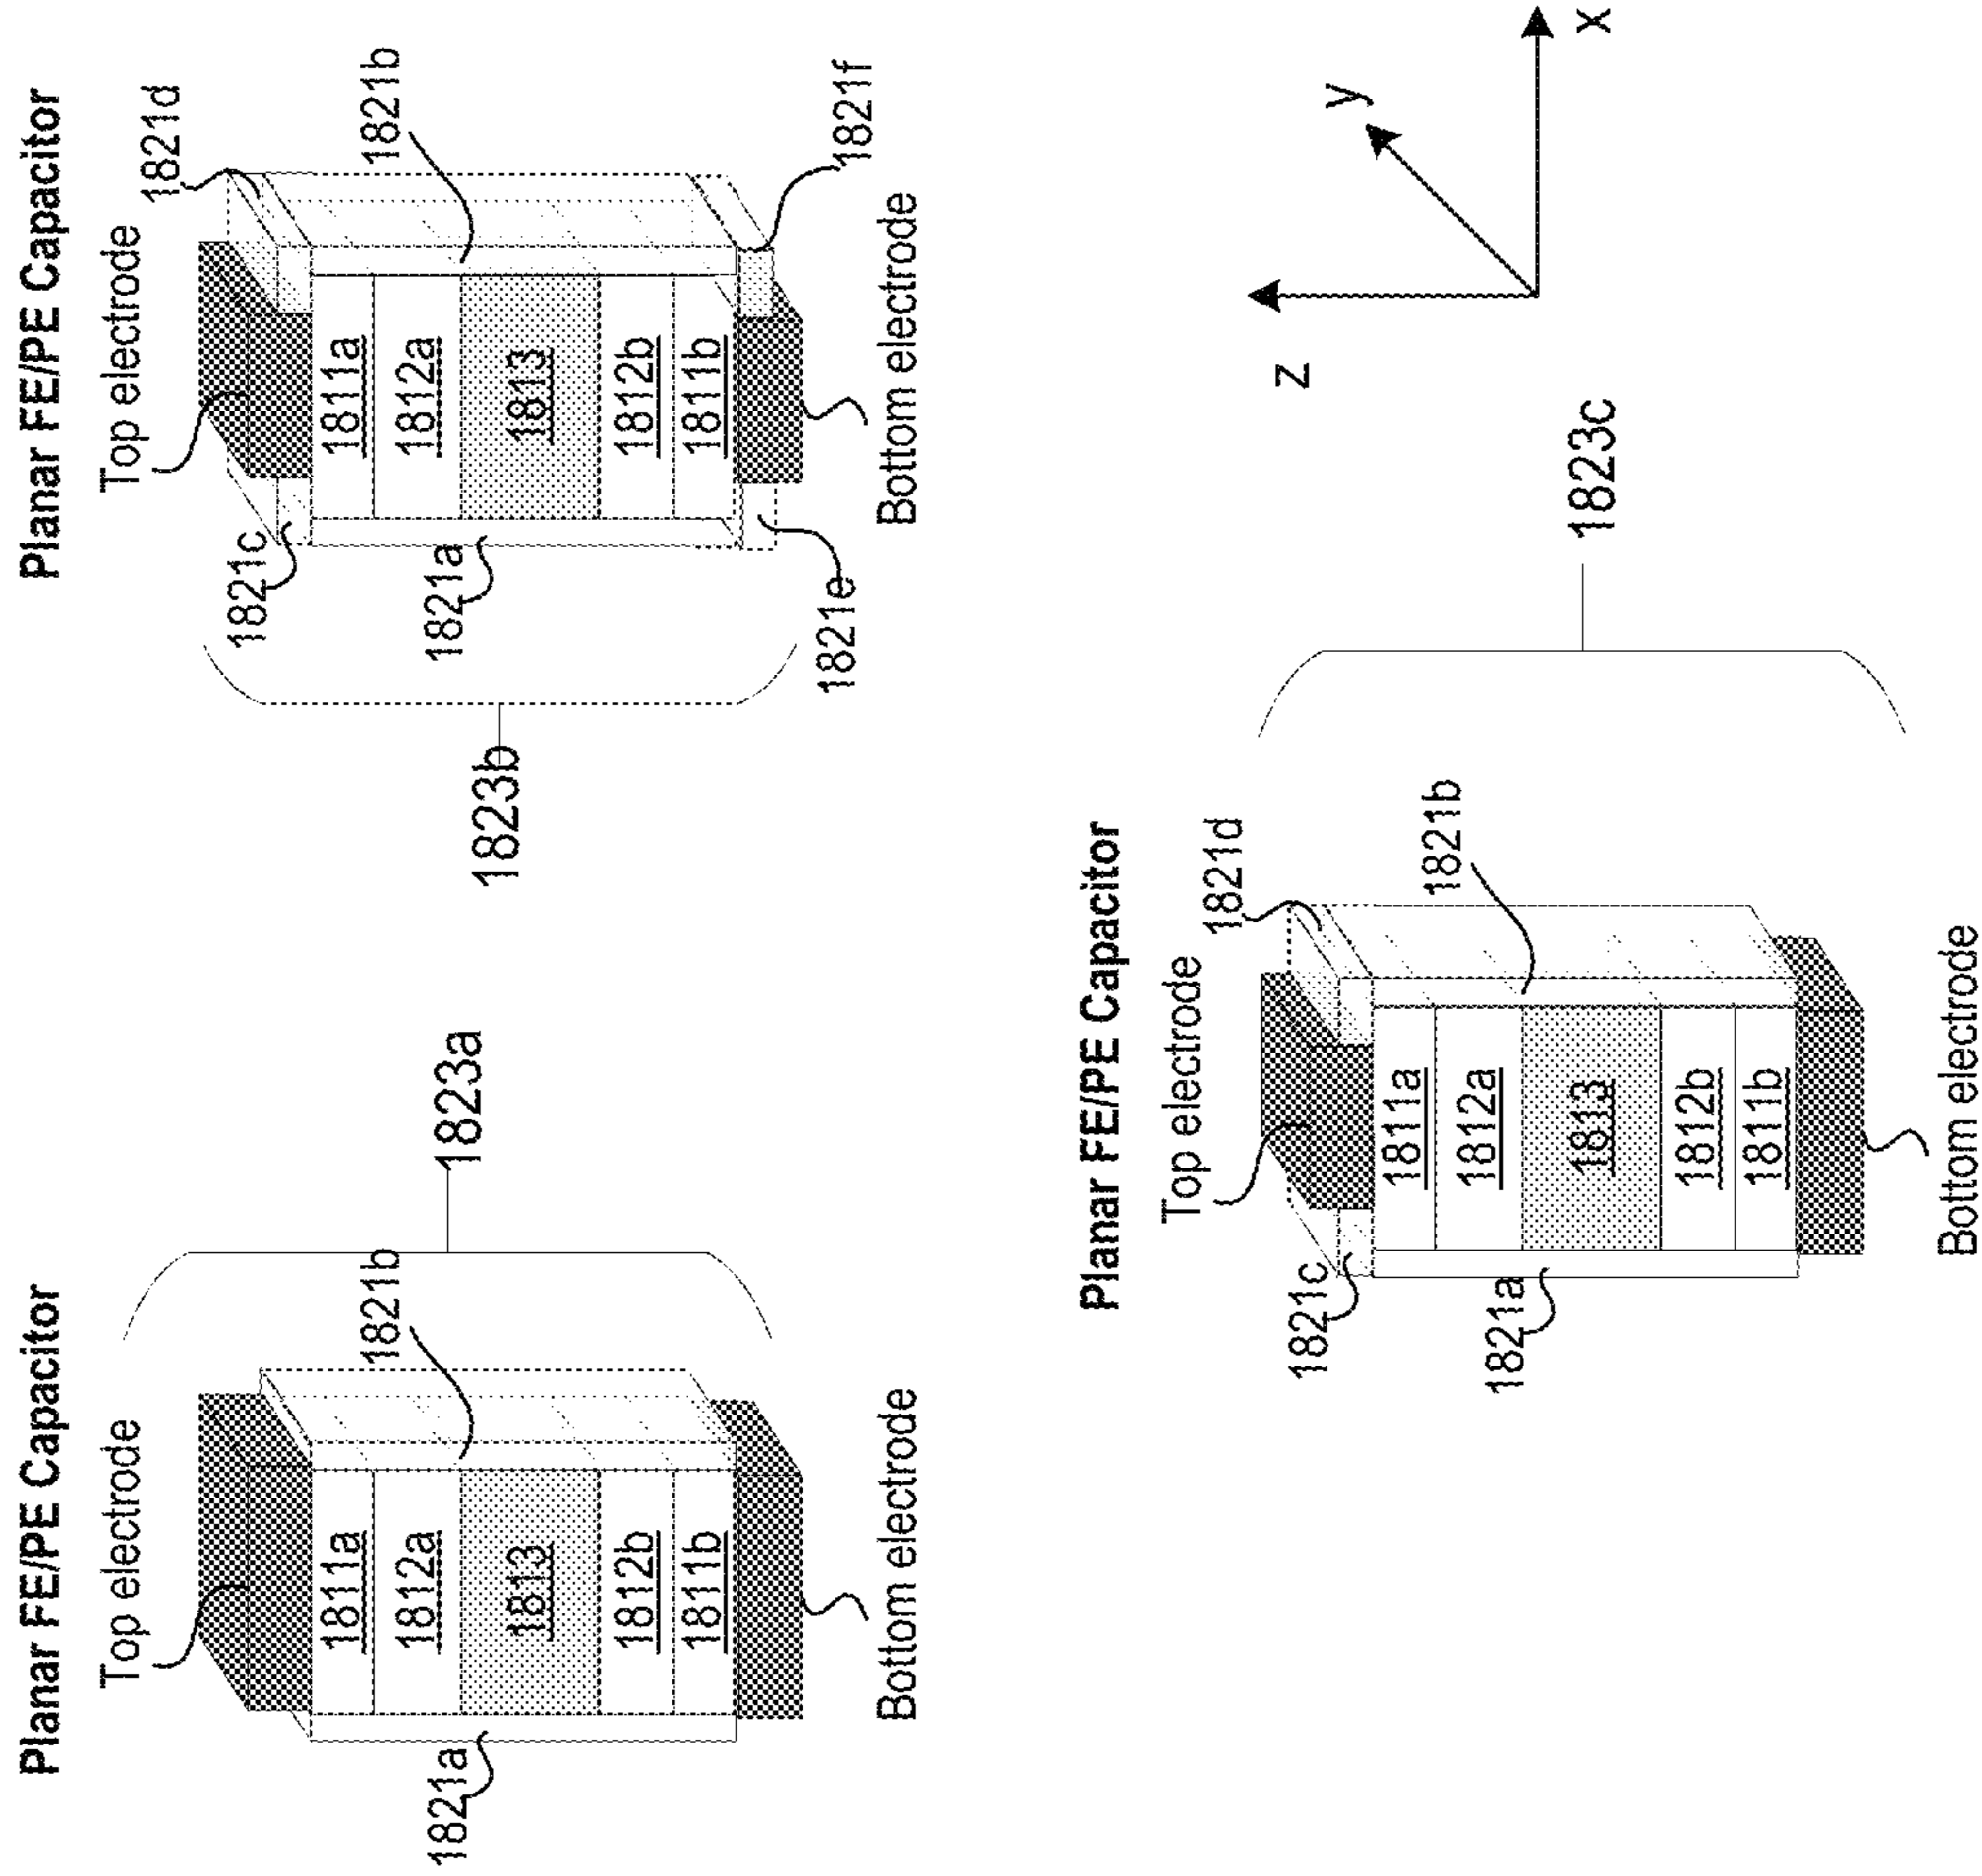 Planar FE/PE Capacitor
Top electrode
1811a
1821b
1812a
1821a
1823a
1813
1812b
1811b
Bottom electrode
Planar FE/PE Capacitor
Top electrode
1821d
1821c
1811a
1821b
1812a
1821a
1823b
1813
1812b
1811b
1821e
1821f
Bottom electrode
Planar FE/PE Capacitor
Top electrode
1821d
1821c
1811a
1821b
1812a
1821a
1813
1823c
1812b
1811b
Bottom electrode
z
y
x